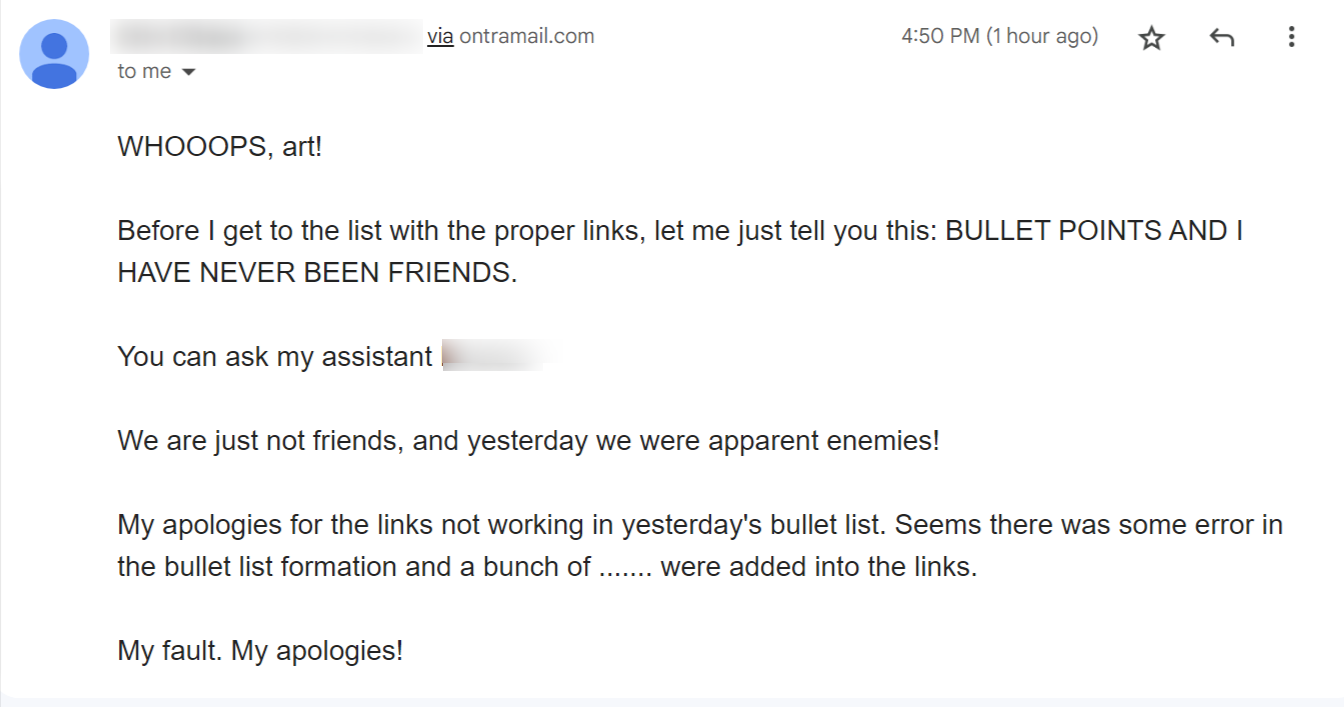 via ontramail.com 4:50 PM (1 hour ago)
to me
WHOOOPS, art!
Before I get to the list with the proper links, let me just tell you this: BULLET POINTS AND I
HAVE NEVER BEEN FRIENDS.
You can ask my assistant
We are just not friends, and yesterday we were apparent enemies!
My apologies for the links not working in yesterday's bullet list. Seems there was some error in
the bullet list formation and a bunch of ....... were added into the links.
My fault. My apologies!